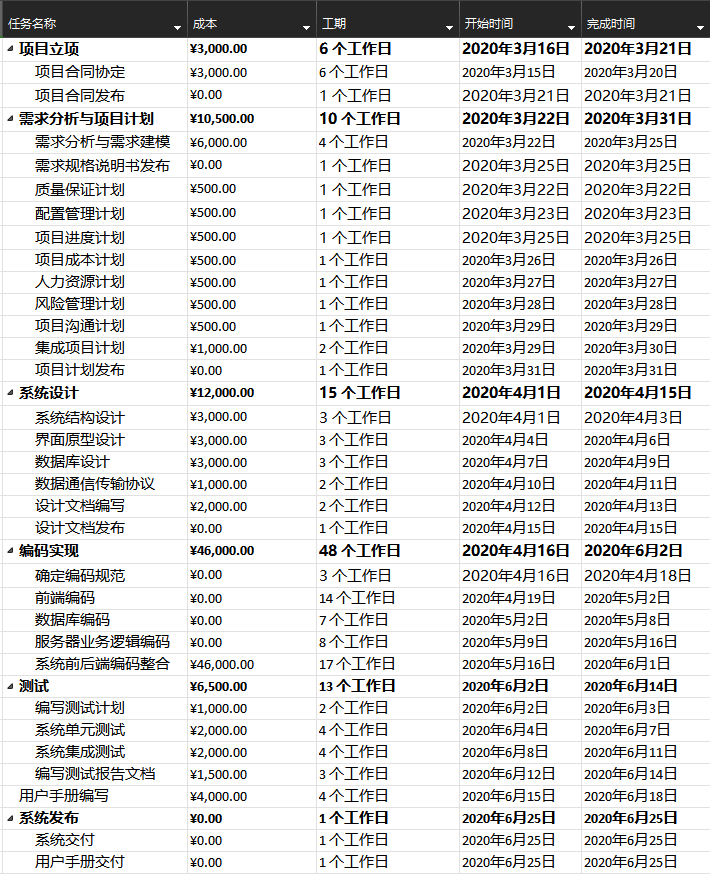 任务名称 成本 工期 开始时间 完成时间
项目立项 ¥3,000.00 6 个工作日 2020年3月16日 2020年3月21日
项目合同协定 ¥3,000.00 6 个工作日 2020年3月15日 2020年3月20日
项目合同发布 ¥0.00 1 个工作日 2020年3月21日 2020年3月21日
需求分析与项目计划 ¥10,500.00 10 个工作日 2020年3月22日 2020年3月31日
需求分析与需求建模 ¥6,000.00 4 个工作日 2020年3月22日 2020年3月25日
需求规格说明书发布 ¥0.00 1 个工作日 2020年3月25日 2020年3月25日
质量保证计划 ¥500.00 1 个工作日 2020年3月22日 2020年3月22日
配置管理计划 ¥500.00 1 个工作日 2020年3月23日 2020年3月23日
项目进度计划 ¥500.00 1 个工作日 2020年3月25日 2020年3月25日
项目成本计划 ¥500.00 1 个工作日 2020年3月26日 2020年3月26日
人力资源计划 ¥500.00 1 个工作日 2020年3月27日 2020年3月27日
风险管理计划 ¥500.00 1 个工作日 2020年3月28日 2020年3月28日
项目沟通计划 ¥500.00 1 个工作日 2020年3月29日 2020年3月29日
集成项目计划 ¥1,000.00 2 个工作日 2020年3月29日 2020年3月30日
项目计划发布 ¥0.00 1 个工作日 2020年3月31日 2020年3月31日
系统设计 ¥12,000.00 15 个工作日 2020年4月1日 2020年4月15日
系统结构设计 ¥3,000.00 3 个工作日 2020年4月1日 2020年4月3日
界面原型设计 ¥3,000.00 3 个工作日 2020年4月4日 2020年4月6日
数据库设计 ¥3,000.00 3 个工作日 2020年4月7日 2020年4月9日
数据通信传输协议 ¥1,000.00 2 个工作日 2020年4月10日 2020年4月11日
设计文档编写 ¥2,000.00 2 个工作日 2020年4月12日 2020年4月13日
设计文档发布 ¥0.00 1 个工作日 2020年4月15日 2020年4月15日
编码实现 ¥46,000.00 48 个工作日 2020年4月16日 2020年6月2日
确定编码规范 ¥0.00 3 个工作日 2020年4月16日 2020年4月18日
前端编码 ¥0.00 14 个工作日 2020年4月19日 2020年5月2日
数据库编码 ¥0.00 7 个工作日 2020年5月2日 2020年5月8日
服务器业务逻辑编码 ¥0.00 8 个工作日 2020年5月9日 2020年5月16日
系统前后端编码整合 ¥46,000.00 17 个工作日 2020年5月16日 2020年6月1日
测试 ¥6,500.00 13 个工作日 2020年6月2日 2020年6月14日
编写测试计划 ¥1,000.00 2 个工作日 2020年6月2日 2020年6月3日
系统单元测试 ¥2,000.00 4 个工作日 2020年6月4日 2020年6月7日
系统集成测试 ¥2,000.00 4 个工作日 2020年6月8日 2020年6月11日
编写测试报告文档 ¥1,500.00 3 个工作日 2020年6月12日 2020年6月14日
用户手册编写 ¥4,000.00 4 个工作日 2020年6月15日 2020年6月18日
系统发布 ¥0.00 1 个工作日 2020年6月25日 2020年6月25日
系统交付 ¥0.00 1 个工作日 2020年6月25日 2020年6月25日
用户手册交付 ¥0.00 1 个工作日 2020年6月25日 2020年6月25日